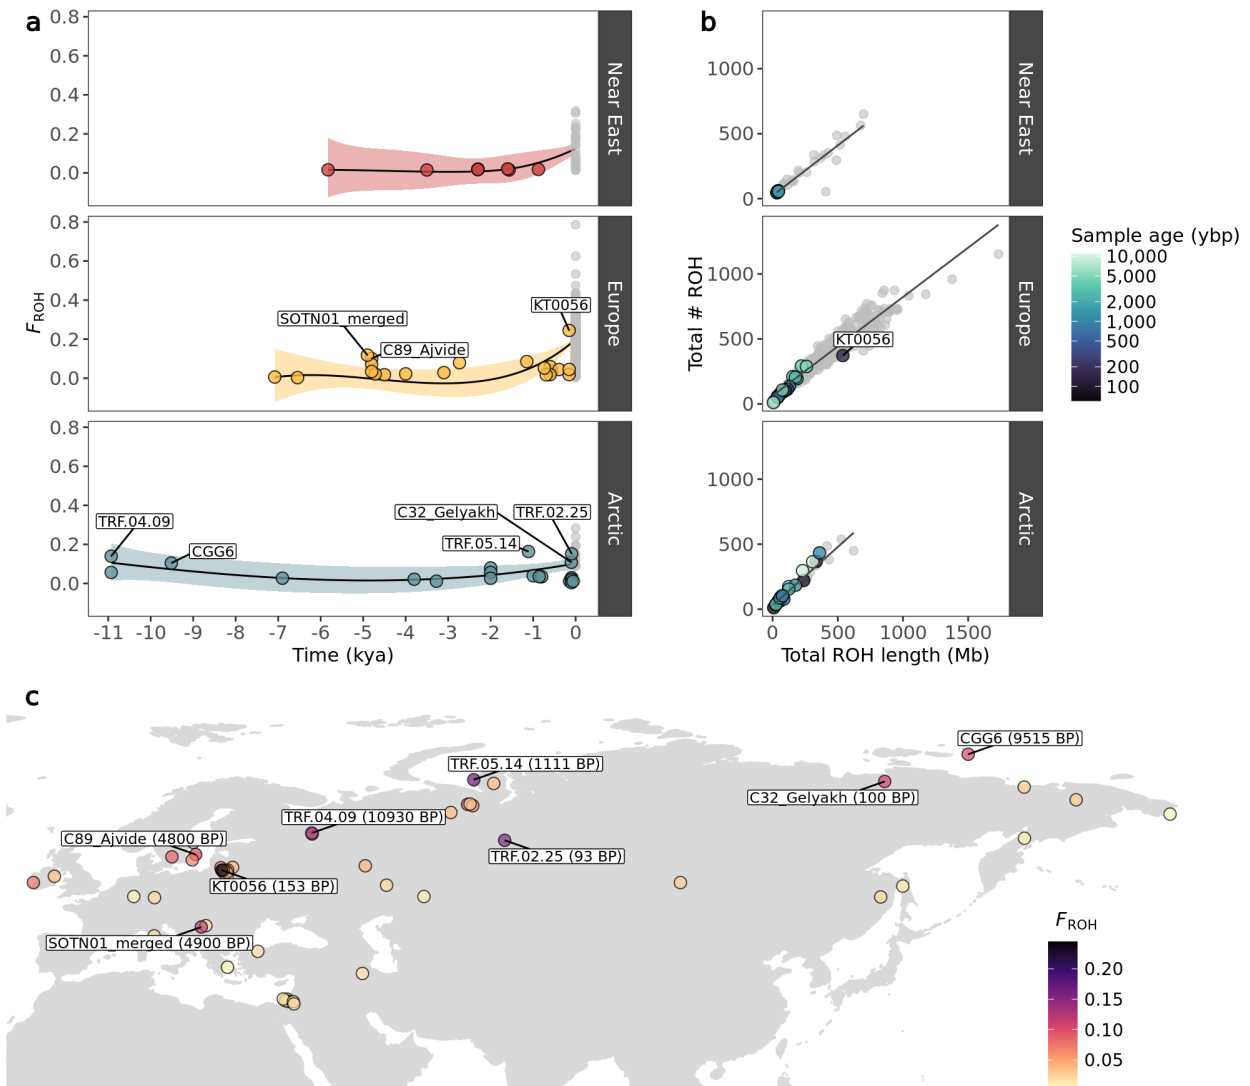 a
0.8
0.6
0.4
0.2
0.0
Near East
0.8
0.6
0.4
0.2
0.0
KT0056
SOTN01_merged
C89_Ajvide
Europe
FROH
0.8
0.6
0.4
0.2
0.0
TRF.04.09
CGG6
C32_Gelyakh
TRF.02.25
TRF.05.14
Arctic
-11 -10 -9 -8 -7 -6 -5 -4 -3 -2 -1 0
Time (kya)
b
1000
500
0
Near East
1000
500
0
KT0056
Europe
Total # ROH
1000
500
0
Arctic
0 500 1000 1500
Total ROH length (Mb)
Sample age (ybp)
10,000
5,000
2,000
1,000
500
200
100
c
CGG6 (9515 BP)
TRF.05.14 (1111 BP)
C32_Gelyakh (100 BP)
TRF.04.09 (10930 BP)
C89_Ajvide (4800 BP)
TRF.02.25 (93 BP)
KT0056 (153 BP)
SOTN01_merged (4900 BP)
FROH
0.20
0.15
0.10
0.05